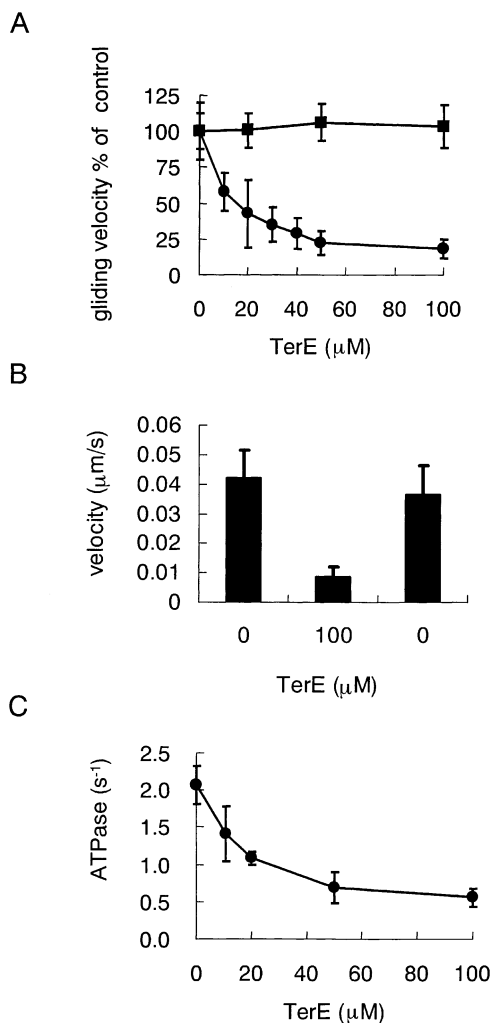 A
gliding velocity % of control
125
100
75
50
25
0
0 20 40 60 80 100
TerE (μM)
B
velocity (μm/s)
0.06
0.05
0.04
0.03
0.02
0.01
0
0 100 0
TerE (μM)
C
ATPase (s-1)
2.5
2.0
1.5
1.0
0.5
0.0
0 20 40 60 80 100
TerE (μM)